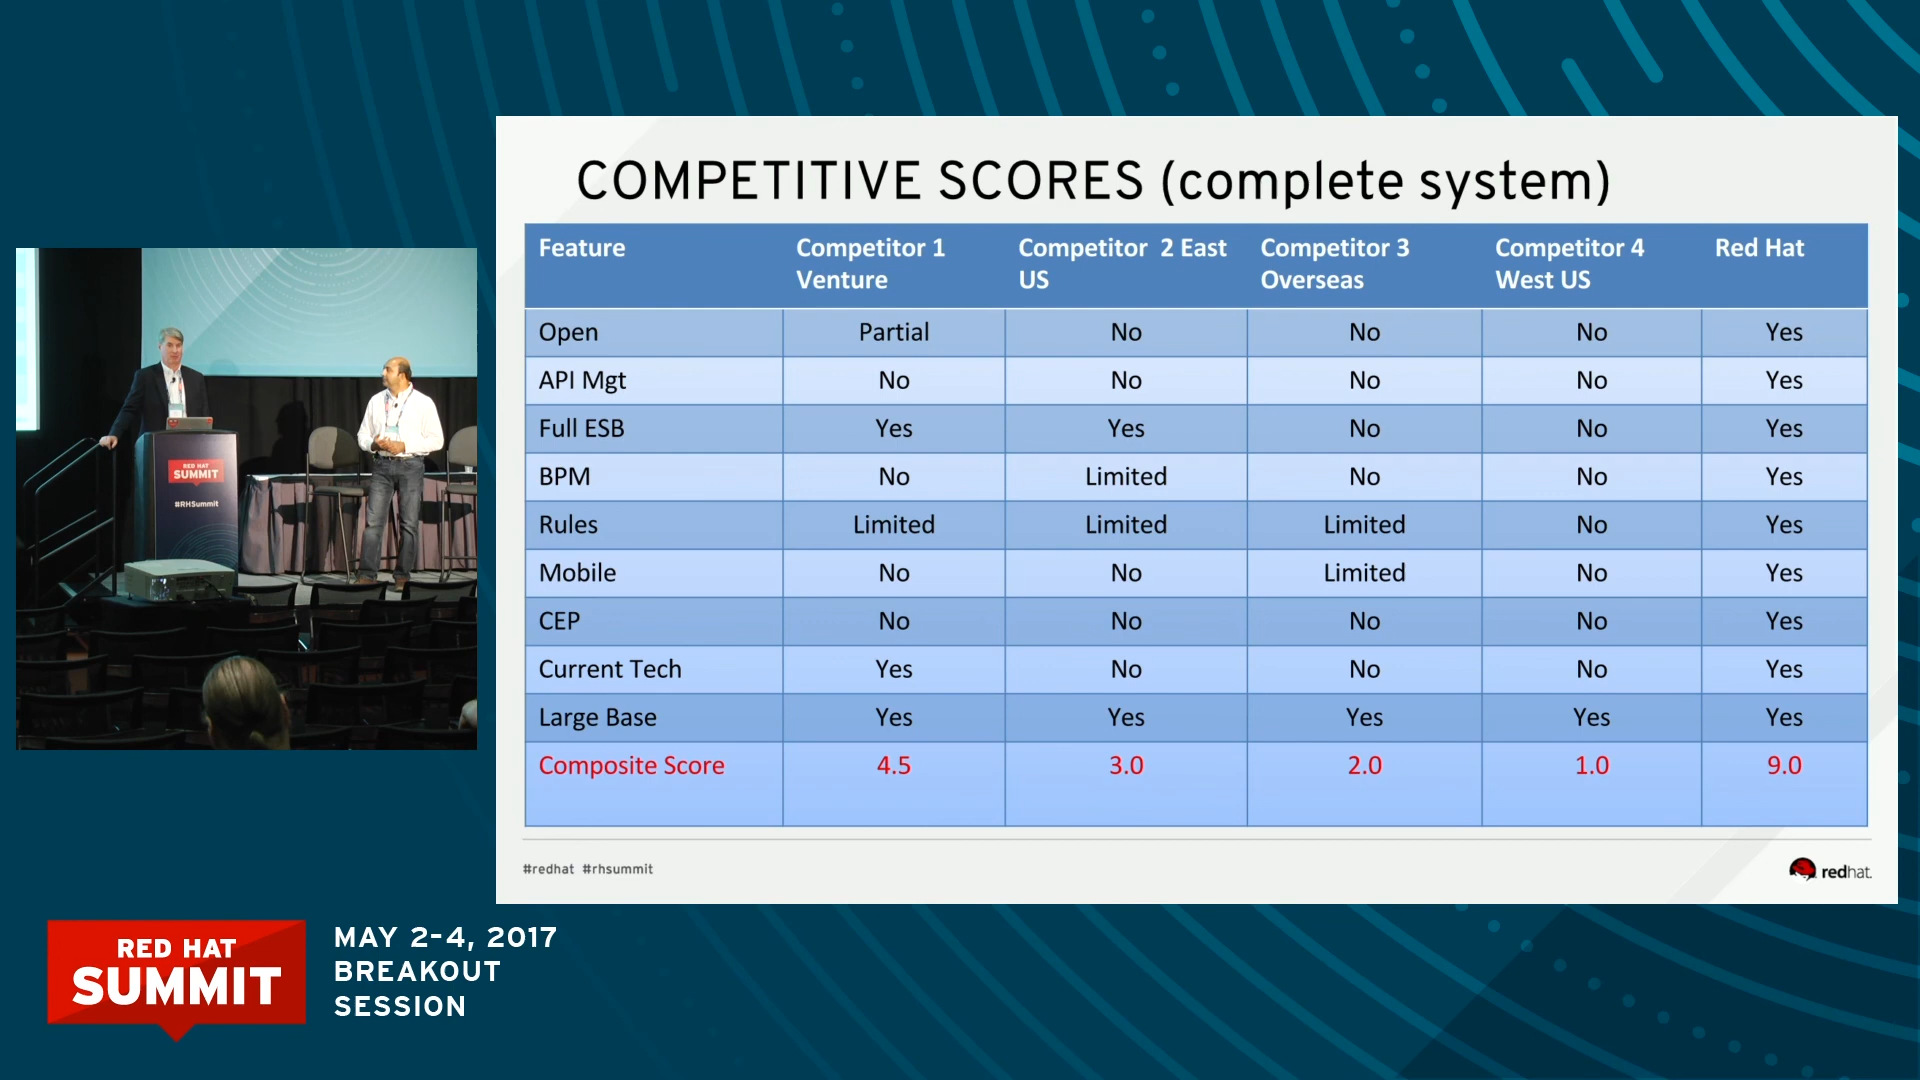 COMPETITIVE SCORES (complete system)
Feature Competitor 1 Venture Competitor 2 East US Competitor 3 Overseas Competitor 4 West US Red Hat
Open Partial No No No Yes
API Mgt No No No No Yes
Full ESB Yes Yes No No Yes
BPM No Limited No No Yes
Rules Limited Limited Limited No Yes
Mobile No No Limited No Yes
CEP No No No No Yes
Current Tech Yes No No No Yes
Large Base Yes Yes Yes Yes Yes
Composite Score 4.5 3.0 2.0 1.0 9.0
#redhat #rhsummit
redhat.
RED HAT
SUMMIT
#RHSummit
RED HAT
SUMMIT
MAY 2-4, 2017
BREAKOUT
SESSION